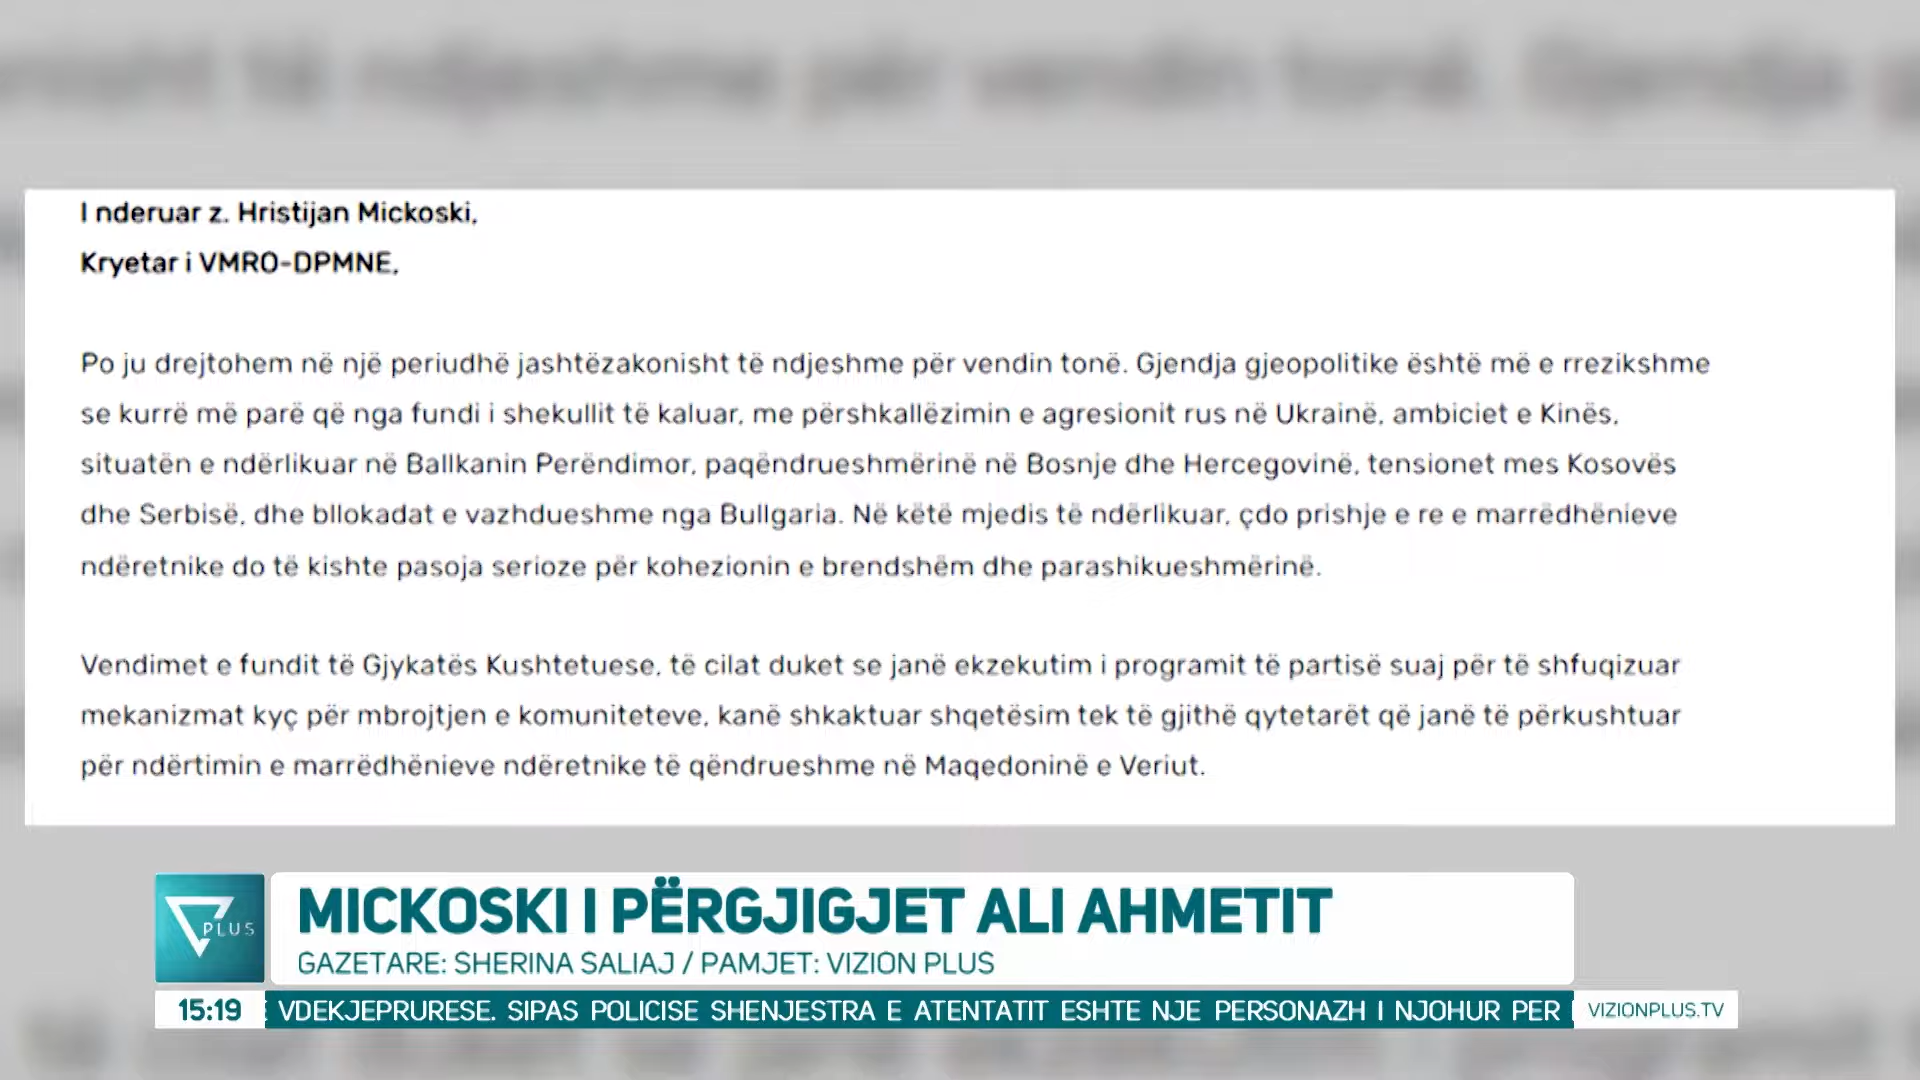 I nderuar z. Hristijan Mickoski,
Kryetar i VMRO-DPMNE,
Po ju drejtohem në një periudhë jashtëzakonisht të ndjeshme për vendin tonë. Gjendja gjeopolitike është më e rrezikshme
se kurrë më parë që nga fundi i shekullit të kaluar, me përshkallëzimin e agresionit rus në Ukrainë, ambiciet e Kinës,
situatën e ndërlikuar në Ballkanin Perëndimor, paqëndrueshmërinë në Bosnje dhe Hercegovinë, tensionet mes Kosovës
dhe Serbisë, dhe bllokadat e vazhdueshme nga Bullgaria. Në këtë mjedis të ndërlikuar, çdo prishje e re e marrëdhënieve
ndëretnike do të kishte pasoja serioze për kohezionin e brendshëm dhe parashikueshmërinë.
Vendimet e fundit të Gjykatës Kushtetuese, të cilat duket se janë ekzekutim i programit të partisë suaj për të shfuqizuar
mekanizmat kyç për mbrojtjen e komuniteteve, kanë shkaktuar shqetësim tek të gjithë qytetarët që janë të përkushtuar
për ndërtimin e marrëdhënieve ndëretnike të qëndrueshme në Maqedoninë e Veriut.
PLUS
MICKOSKI I PËRGJIGJET ALI AHMETIT
GAZETARE: SHERINA SALIAJ / PAMJET: VIZION PLUS
15:19 VDEKJEPRURESE. SIPAS POLICISE SHENJESTRA E ATENTATIT ESHTE NJE PERSONAZH I NJOHUR PER VIZIONPLUS.TV